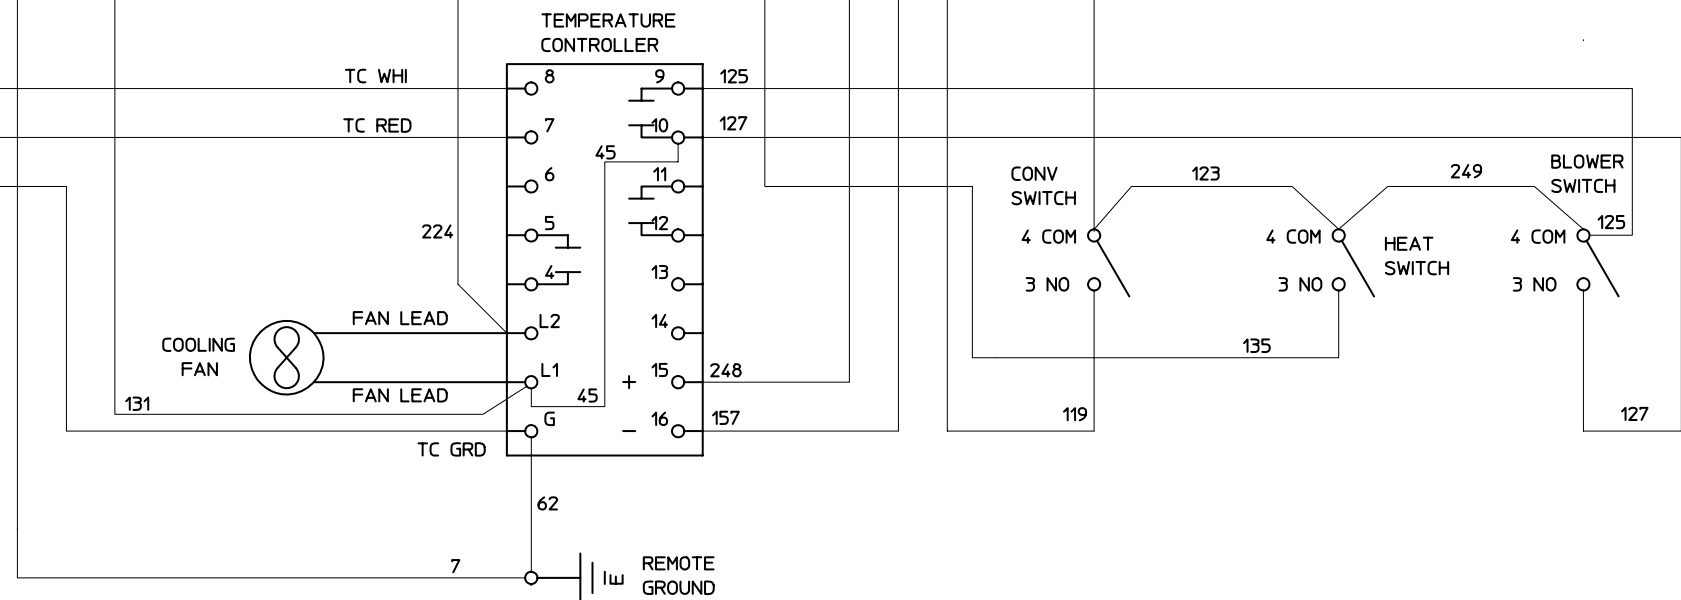 TEMPERATURE
CONTROLLER
TC WHI
8
9
125
TC RED
7
10
127
45
6
11
CONV
SWITCH
123
249
BLOWER
SWITCH
224
5
12
4 COM
4 COM
HEAT
SWITCH
4 COM
125
4
13
3 NO
3 NO
3 NO
FAN LEAD
L2
14
COOLING
FAN
135
L1
+
15
248
FAN LEAD
131
45
G
-
16
157
119
127
TC GRD
62
7
REMOTE
GROUND
E